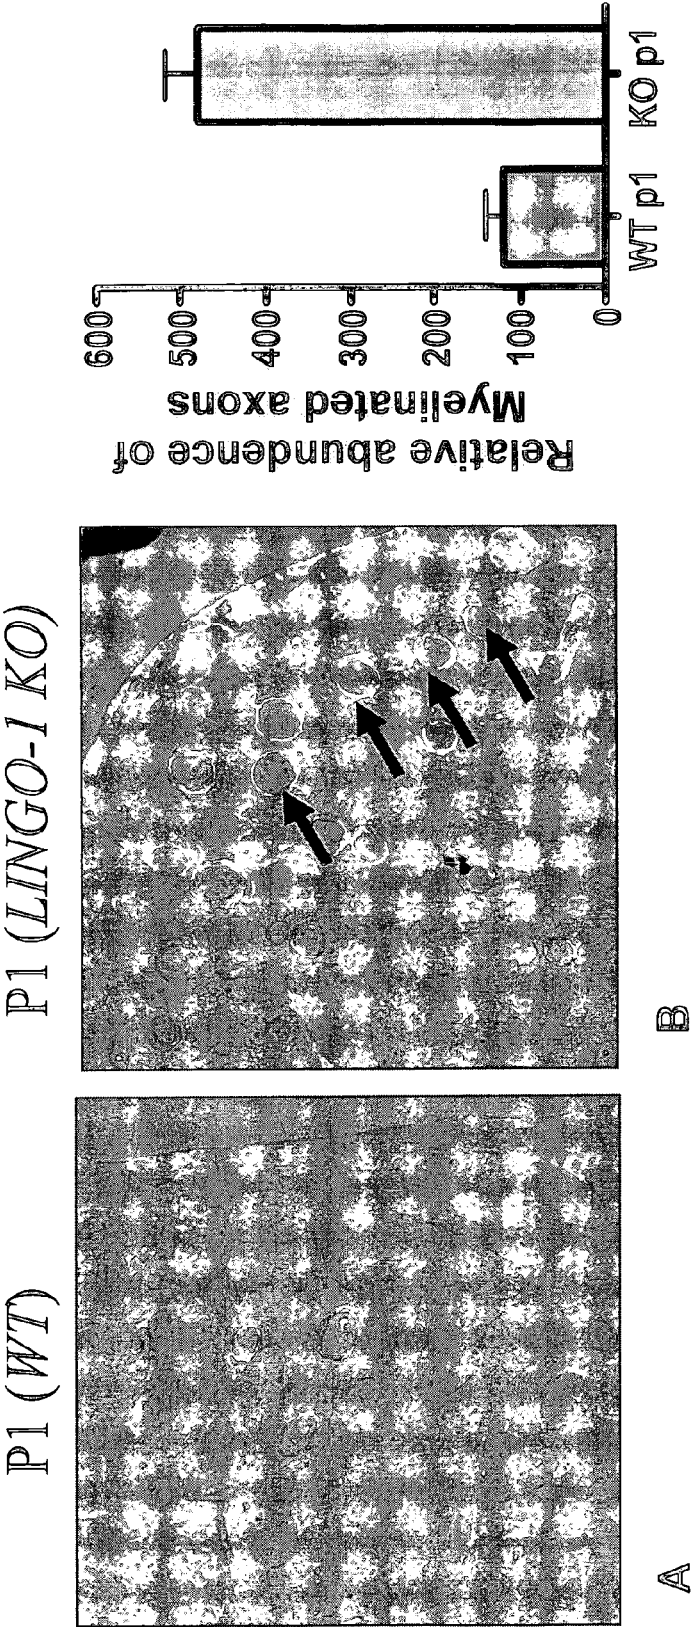 P1 (WT)
P1 (LINGO-1 KO)
A
B
Relative abundence of
Myelinated axons
600
500
400
300
200
100
0
WT p1
KO p1